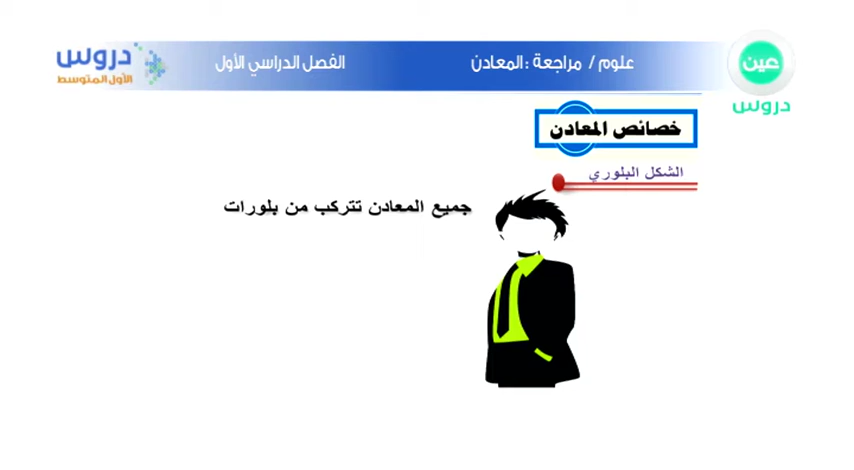 علوم / مراجعة : المعادن
الفصل الدراسي الأول
دروس
الأول المتوسط
عين
دروس
خصائص المعادن
الشكل البلوري
جميع المعادن تتركب من بلورات